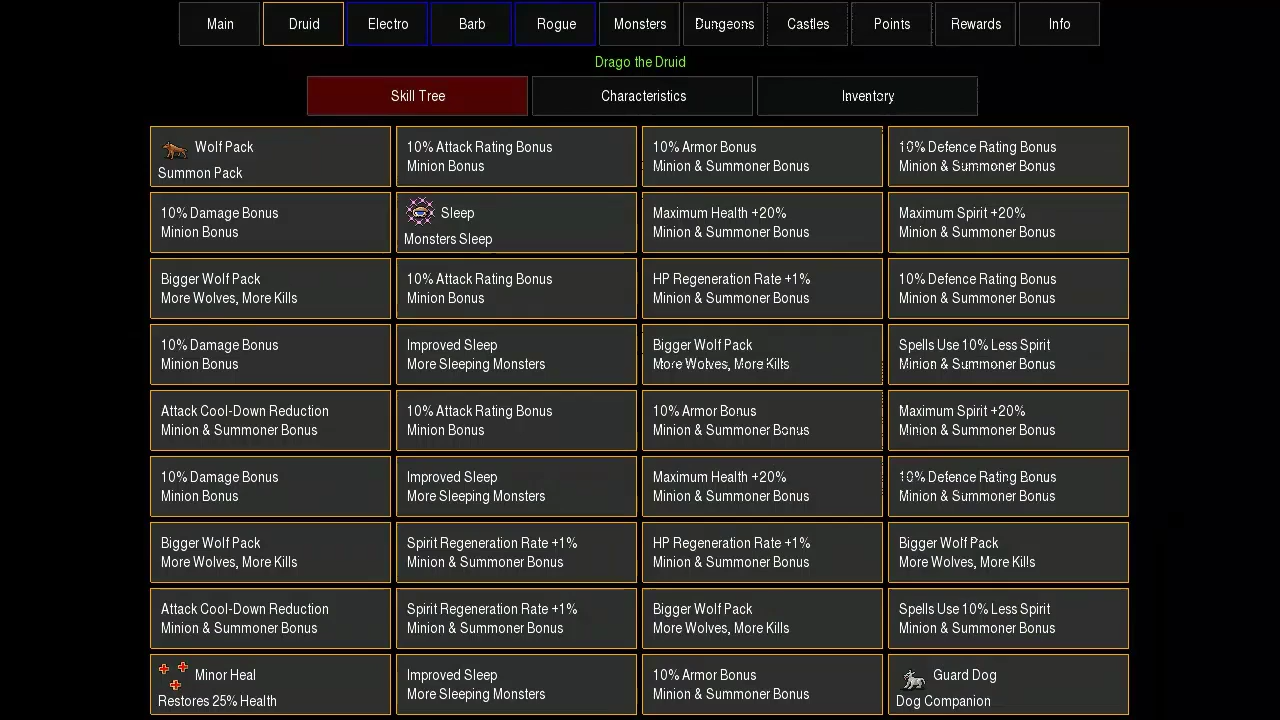 Main Druid Electro Barb Rogue Monsters Dungeons Castles Points Rewards Info
Drago the Druid
Skill Tree Characteristics Inventory
Wolf Pack
Summon Pack
10% Attack Rating Bonus
Minion Bonus
10% Armor Bonus
Minion & Summoner Bonus
10% Defence Rating Bonus
Minion & Summoner Bonus
10% Damage Bonus
Minion Bonus
Sleep
Monsters Sleep
Maximum Health +20%
Minion & Summoner Bonus
Maximum Spirit +20%
Minion & Summoner Bonus
Bigger Wolf Pack
More Wolves, More Kills
10% Attack Rating Bonus
Minion Bonus
HP Regeneration Rate +1%
Minion & Summoner Bonus
10% Defence Rating Bonus
Minion & Summoner Bonus
10% Damage Bonus
Minion Bonus
Improved Sleep
More Sleeping Monsters
Bigger Wolf Pack
More Wolves, More Kills
Spells Use 10% Less Spirit
Minion & Summoner Bonus
Attack Cool-Down Reduction
Minion & Summoner Bonus
10% Attack Rating Bonus
Minion Bonus
10% Armor Bonus
Minion & Summoner Bonus
Maximum Spirit +20%
Minion & Summoner Bonus
10% Damage Bonus
Minion Bonus
Improved Sleep
More Sleeping Monsters
Maximum Health +20%
Minion & Summoner Bonus
10% Defence Rating Bonus
Minion & Summoner Bonus
Bigger Wolf Pack
More Wolves, More Kills
Spirit Regeneration Rate +1%
Minion & Summoner Bonus
HP Regeneration Rate +1%
Minion & Summoner Bonus
Bigger Wolf Pack
More Wolves, More Kills
Attack Cool-Down Reduction
Minion & Summoner Bonus
Spirit Regeneration Rate +1%
Minion & Summoner Bonus
Bigger Wolf Pack
More Wolves, More Kills
Spells Use 10% Less Spirit
Minion & Summoner Bonus
Minor Heal
Restores 25% Health
Improved Sleep
More Sleeping Monsters
10% Armor Bonus
Minion & Summoner Bonus
Guard Dog
Dog Companion